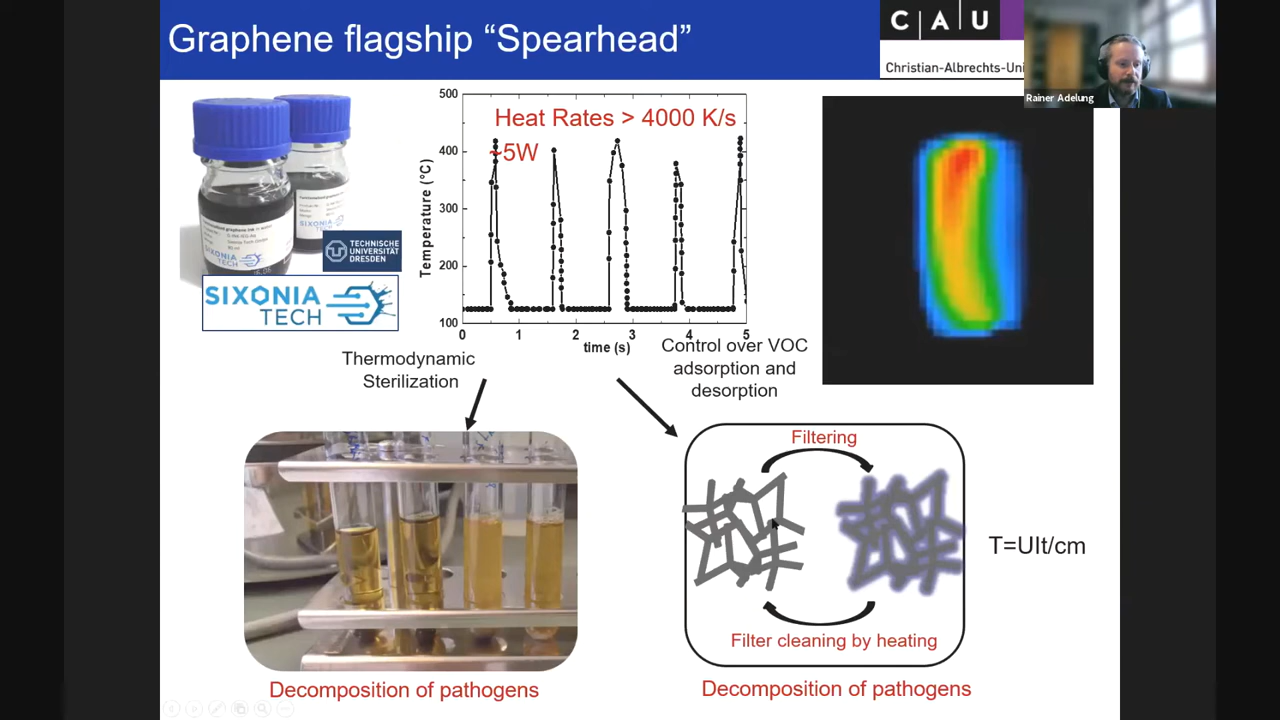 Graphene flagship “Spearhead”
C A U
Christian-Albrechts-Uni
Rainer Adelung
SIXONIA
TECH
TECHNISCHE
UNIVERSITÄT
DRESDEN
SIXONIA
TECH
Heat Rates > 4000 K/s
~5W
Temperature (°C)
500
400
300
200
100
0
1
2
3
4
5
time (s)
Thermodynamic
Sterilization
Control over VOC
adsorption and
desorption
Filtering
Filter cleaning by heating
T=UIt/cm
Decomposition of pathogens
Decomposition of pathogens